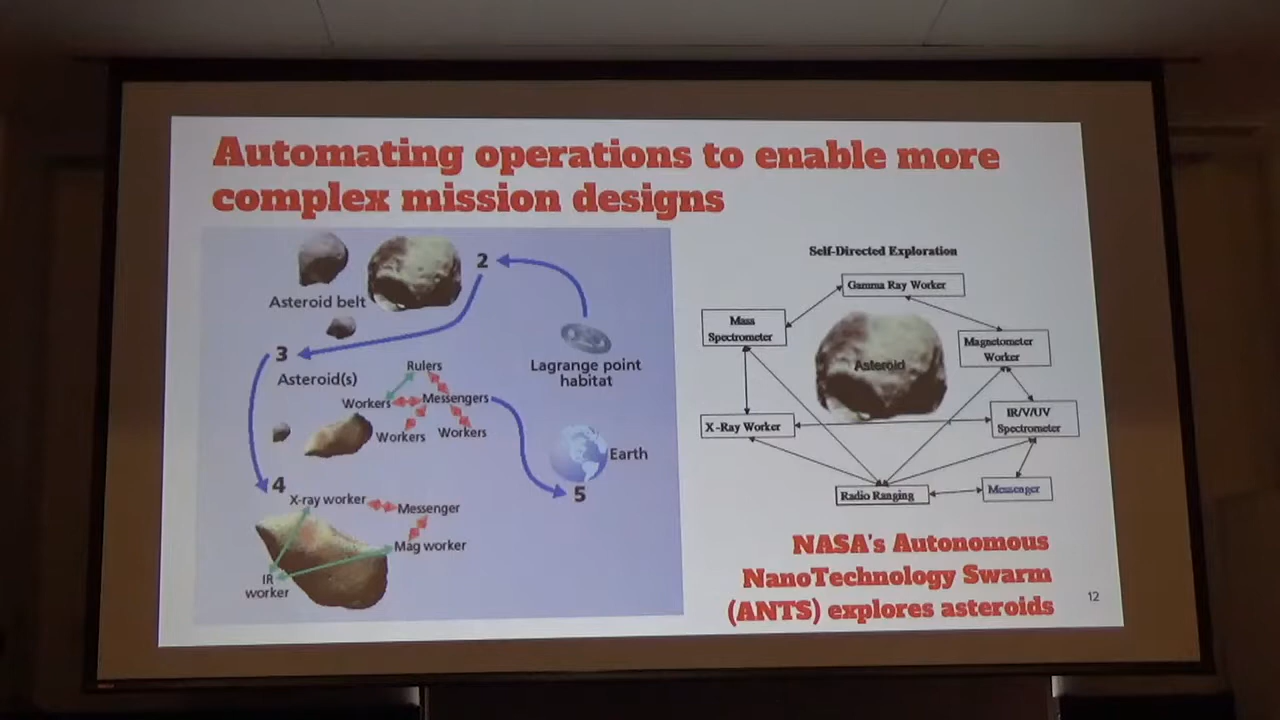 Automating operations to enable more
complex mission designs
2
Asteroid belt
Lagrange point
habitat
3
Asteroid(s)
Rulers
Workers
Messengers
Workers
Workers
Earth
5
4
X-ray worker
Messenger
Mag worker
IR
worker
Self-Directed Exploration
Gamma Ray Worker
Mass
Spectrometer
Magnetometer
Worker
Asteroid
X-Ray Worker
IR/V/UV
Spectrometer
Radio Ranging
Messenger
NASA's Autonomous
NanoTechnology Swarm
(ANTS) explores asteroids
12